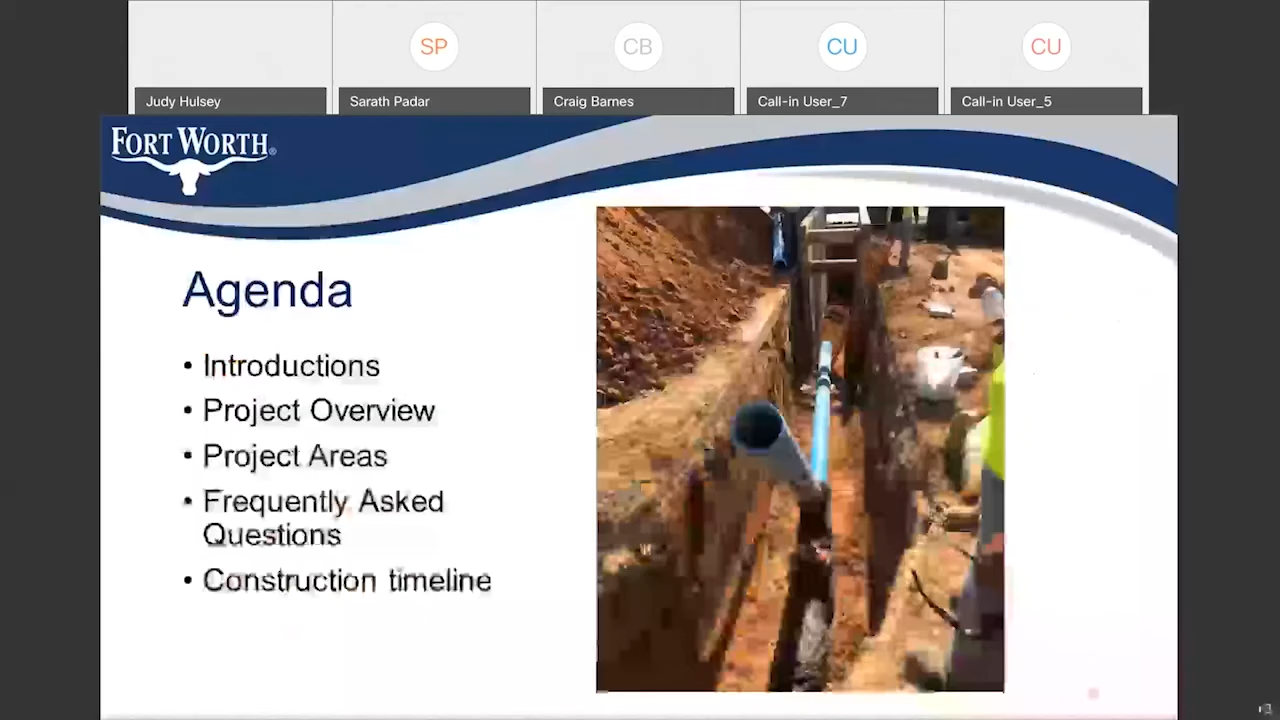 SP
CB
CU
CU
Judy Hulsey
Sarath Padar
Craig Barnes
Call-in User_7
Call-in User_5
FORT WORTH®
Agenda
• Introductions
• Project Overview
• Project Areas
• Frequently Asked
Questions
• Construction timeline